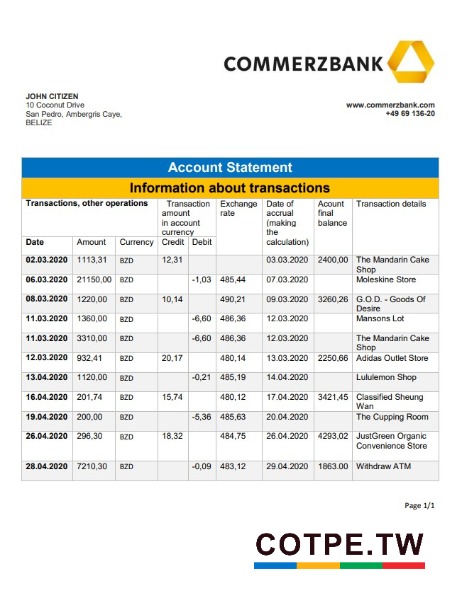 COMMERZBANK
JOHN CITIZEN
10 Coconut Drive
San Pedro, Ambergris Caye,
BELIZE
www.commerzbank.com
+49 69 136-20
Account Statement
Information about transactions
Transactions, other operations Transaction amount in account currency Exchange rate Date of accrual (making the calculation) Acount final balance Transaction details
Date Amount Currency Credit Debit
02.03.2020 1113,31 BZD 12,31 03.03.2020 2400,00 The Mandarin Cake Shop
06.03.2020 21150,00 BZD -1,03 485,44 07.03.2020 Moleskine Store
08.03.2020 1220,00 BZD 10,14 490,21 09.03.2020 3260,26 G.O.D. - Goods Of Desire
11.03.2020 1360,00 BZD -6,60 486,36 12.03.2020 Mansons Lot
11.03.2020 3310,00 BZD -6,60 486,36 12.03.2020 The Mandarin Cake Shop
12.03.2020 932,41 BZD 20,17 480,14 13.03.2020 2250,66 Adidas Outlet Store
13.04.2020 1120,00 BZD -0,21 485,19 14.04.2020 Lululemon Shop
16.04.2020 201,74 BZD 15,74 480,12 17.04.2020 3421,45 Classified Sheung Wan
19.04.2020 200,00 BZD -5,36 485,63 20.04.2020 The Cupping Room
26.04.2020 296,30 BZD 18,32 484,75 26.04.2020 4293,02 JustGreen Organic Convenience Store
28.04.2020 7210,30 BZD -0,09 483,12 29.04.2020 1863.00 Withdraw ATM
Page 1/1
COTPE.TW